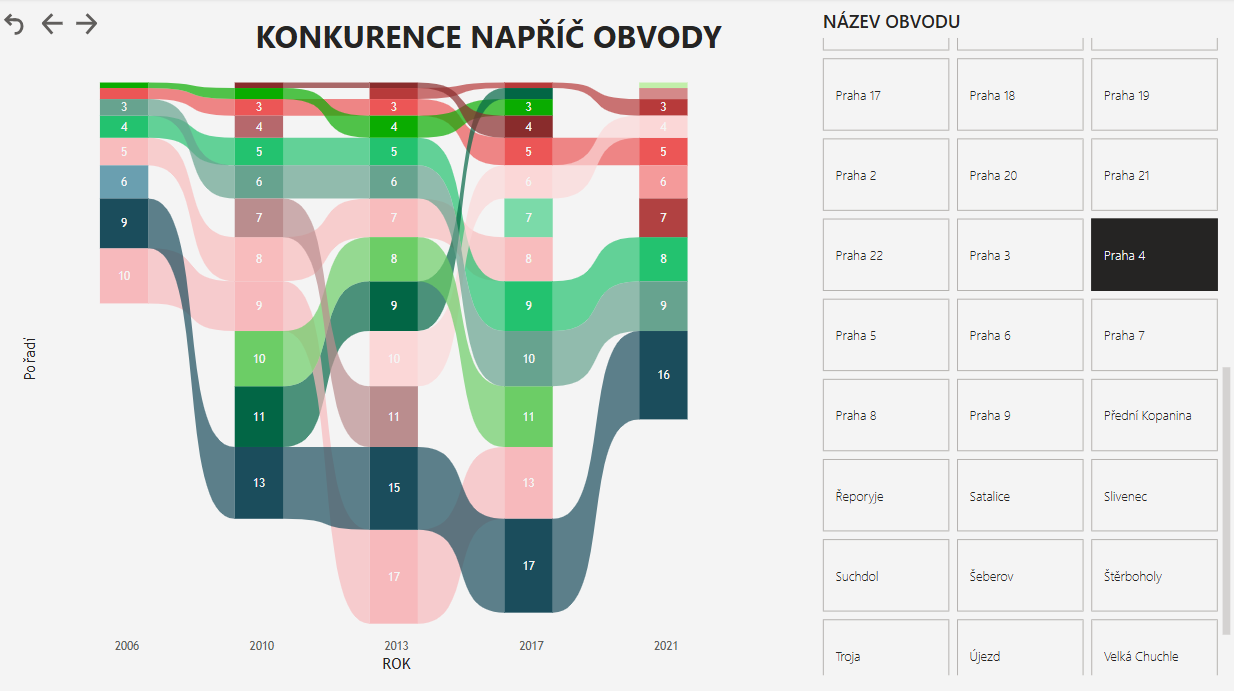 KONKURENCE NAPŘÍČ OBVODY
Pořadí
3
4
5
6
9
10
3
4
5
6
7
8
9
10
11
13
3
4
5
6
7
8
9
10
11
15
17
3
4
5
6
7
8
9
10
11
13
17
3
4
5
6
7
8
9
16
2006
2010
2013
2017
2021
ROK
NÁZEV OBVODU
Praha 17
Praha 18
Praha 19
Praha 2
Praha 20
Praha 21
Praha 22
Praha 3
Praha 4
Praha 5
Praha 6
Praha 7
Praha 8
Praha 9
Přední Kopanina
Řeporyje
Satalice
Slivenec
Suchdol
Šeberov
Štěrboholy
Troja
Újezd
Velká Chuchle